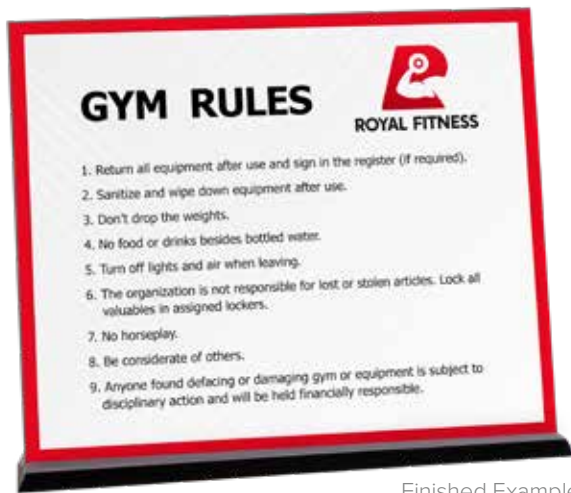 GYM RULES
ROYAL FITNESS
1. Return all equipment after use and sign in the register (if required).
2. Sanitize and wipe down equipment after use.
3. Don't drop the weights.
4. No food or drinks besides bottled water.
5. Turn off lights and air when leaving.
6. The organization is not responsible for lost or stolen articles. Lock all
valuables in assigned lockers.
7. No horseplay.
8. Be considerate of others.
9. Anyone found defacing or damaging gym or equipment is subject to
disciplinary action and will be held financially responsible.
Finished Example